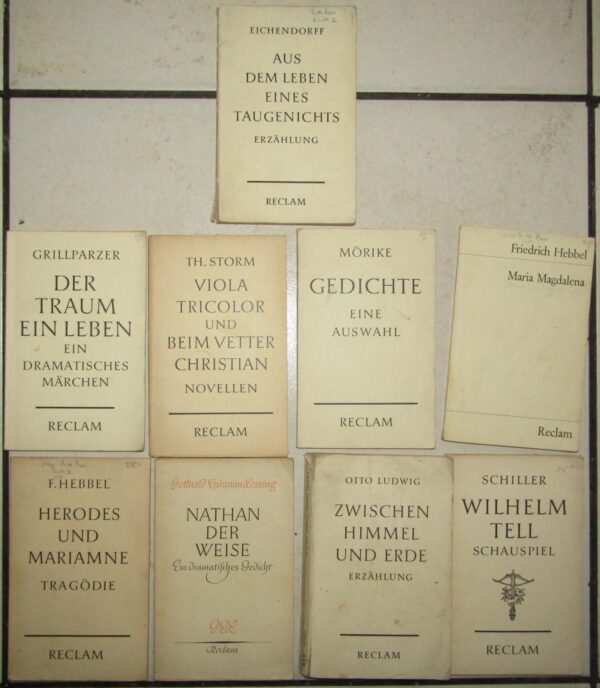 EICHENDORFF
AUS
DEM LEBEN
EINES
TAUGENICHTS
ERZÄHLUNG
RECLAM
GRILLPARZER
DER
TRAUM
EIN LEBEN
EIN
DRAMATISCHES
MÄRCHEN
RECLAM
TH. STORM
VIOLA
TRICOLOR
UND
BEIM VETTER
CHRISTIAN
NOVELLEN
RECLAM
MÖRIKE
GEDICHTE
EINE
AUSWAHL
RECLAM
Friedrich Hebbel
Maria Magdalena
Reclam
F. HEBBEL
HERODES
UND
MARIAMNE
TRAGÖDIE
RECLAM
Gotthold Ephraim Lessing
NATHAN
DER
WEISE
Ein dramatisches Gedicht
Reclam
OTTO LUDWIG
ZWISCHEN
HIMMEL
UND ERDE
ERZÄHLUNG
RECLAM
SCHILLER
WILHELM
TELL
SCHAUSPIEL
RECLAM